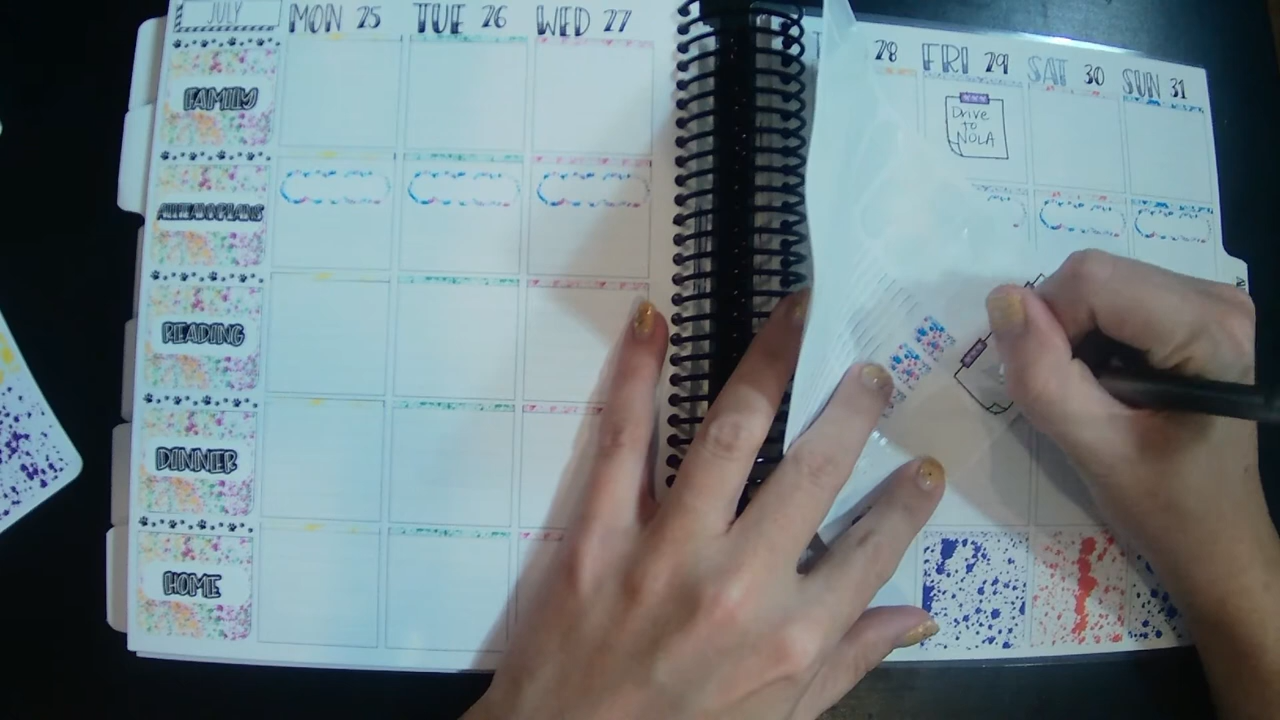 JULY
MON 25
TUE 26
WED 27
28
FRI 29
SAT 30
SUN 31
FAMILY
Drive
to
NOLA
READING
DINNER
HOME